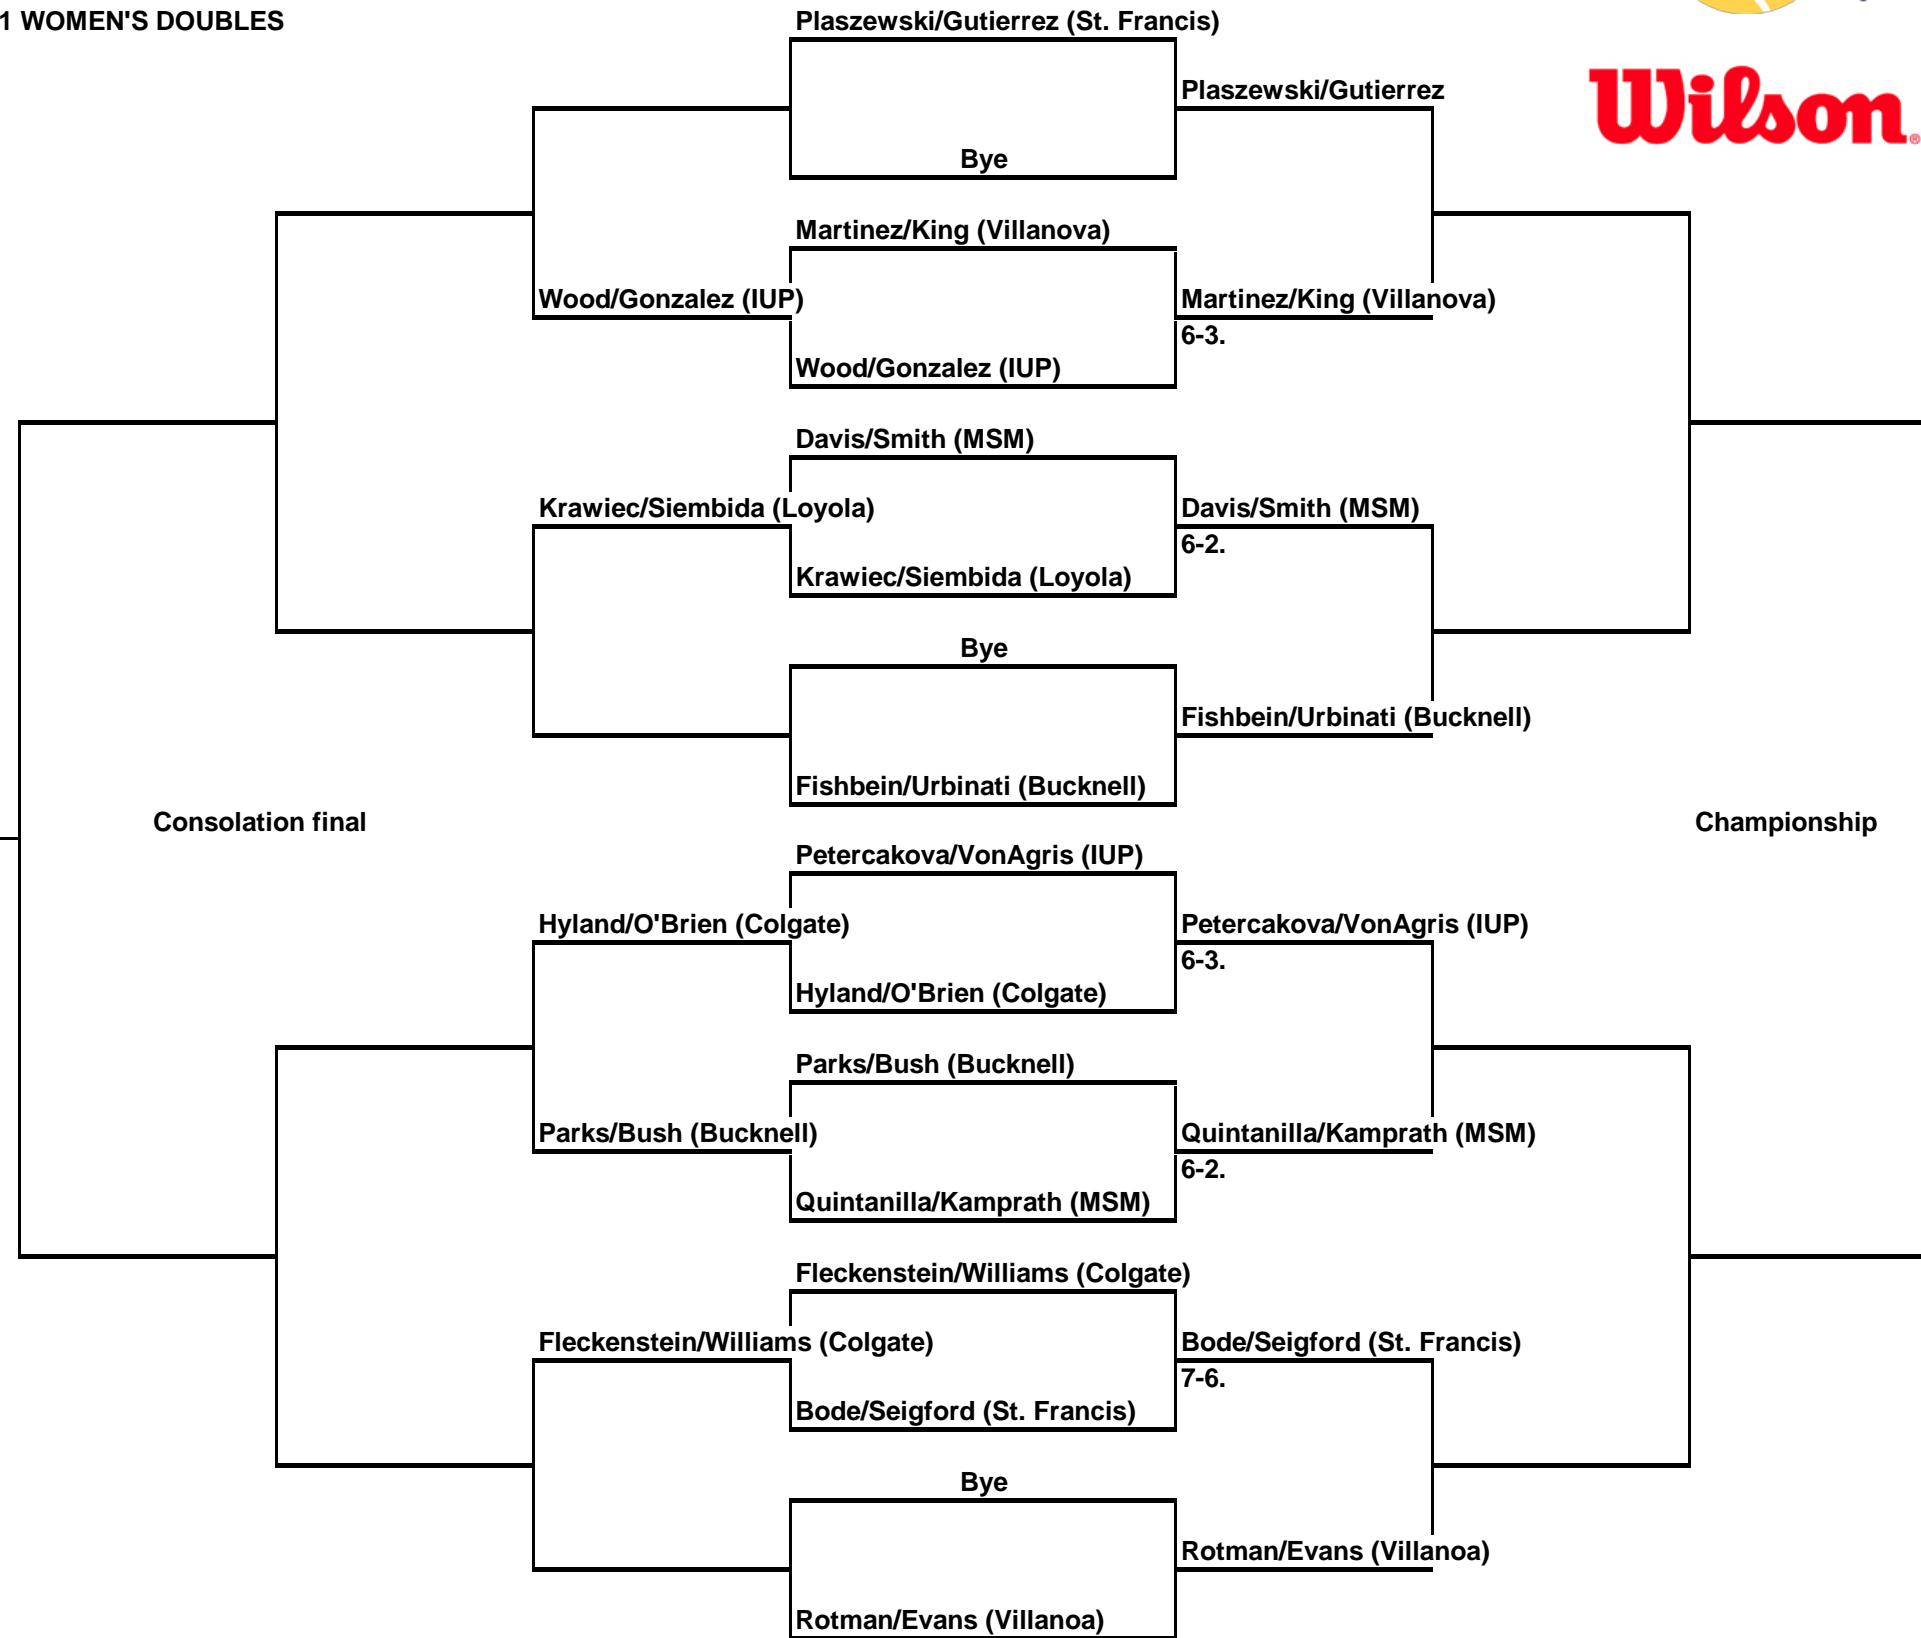 1 WOMEN'S DOUBLES
Plaszewski/Gutierrez (St. Francis)
Plaszewski/Gutierrez
Wilson®
Bye
Martinez/King (Villanova)
Wood/Gonzalez (IUP)
Martinez/King (Villanova)
6-3.
Wood/Gonzalez (IUP)
Davis/Smith (MSM)
Krawiec/Siembida (Loyola)
Davis/Smith (MSM)
6-2.
Krawiec/Siembida (Loyola)
Bye
Fishbein/Urbinati (Bucknell)
Fishbein/Urbinati (Bucknell)
Consolation final
Championship
Petercakova/VonAgris (IUP)
Hyland/O'Brien (Colgate)
Petercakova/VonAgris (IUP)
6-3.
Hyland/O'Brien (Colgate)
Parks/Bush (Bucknell)
Parks/Bush (Bucknell)
Quintanilla/Kamprath (MSM)
6-2.
Quintanilla/Kamprath (MSM)
Fleckenstein/Williams (Colgate)
Fleckenstein/Williams (Colgate)
Bode/Seigford (St. Francis)
7-6.
Bode/Seigford (St. Francis)
Bye
Rotman/Evans (Villanoa)
Rotman/Evans (Villanoa)